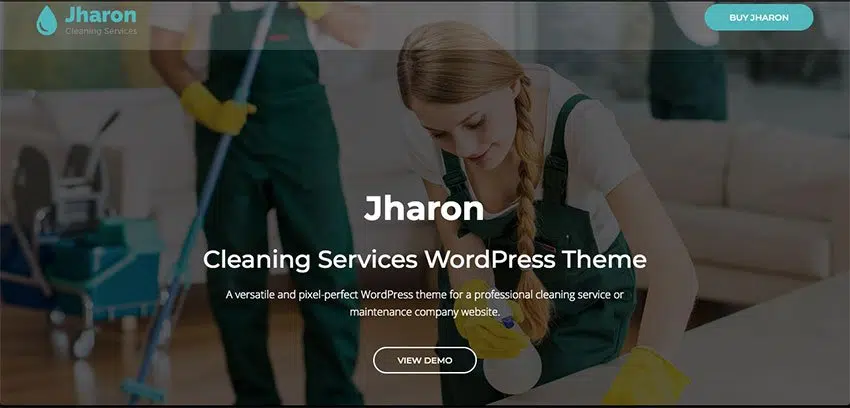 Jharon
Cleaning Services
BUY JHARON
Jharon
Cleaning Services WordPress Theme
A versatile and pixel-perfect WordPress theme for a professional cleaning service or
maintenance company website.
VIEW DEMO